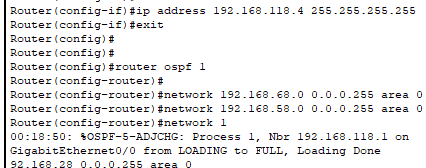 Router(config-if)#ip address 192.168.118.4 255.255.255.255
Router(config-if)#exit
Router(config)#
Router(config)#
Router(config)#router ospf 1
Router(config-router)#
Router(config-router)#network 192.168.68.0 0.0.0.255 area 0
Router(config-router)#network 192.168.58.0 0.0.0.255 area 0
Router(config-router)#network 1
00:18:50: %OSPF-5-ADJCHG: Process 1, Nbr 192.168.118.1 on
GigabitEthernet0/0 from LOADING to FULL, Loading Done
92.168.28 0.0.0.255 area 0